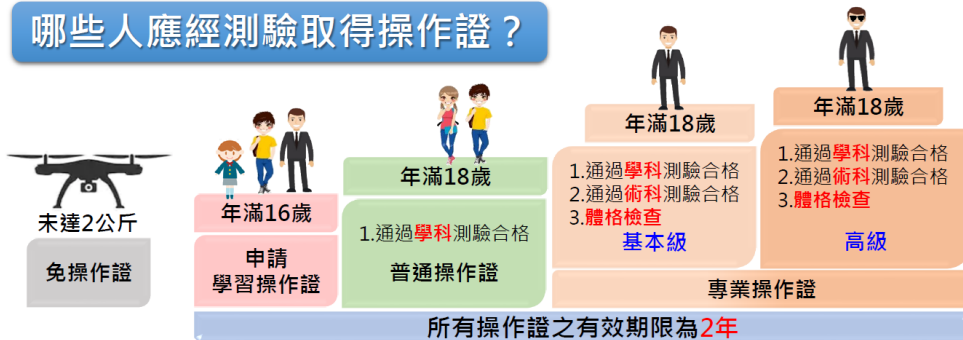 哪些人應經測驗取得操作證？
未達2公斤
免操作證
年滿16歲
申請
學習操作證
年滿18歲
1.通過學科測驗合格
普通操作證
年滿18歲
1.通過學科測驗合格
2.通過術科測驗合格
3.體格檢查
基本級
年滿18歲
1.通過學科測驗合格
2.通過術科測驗合格
3.體格檢查
高級
專業操作證
所有操作證之有效期限為2年